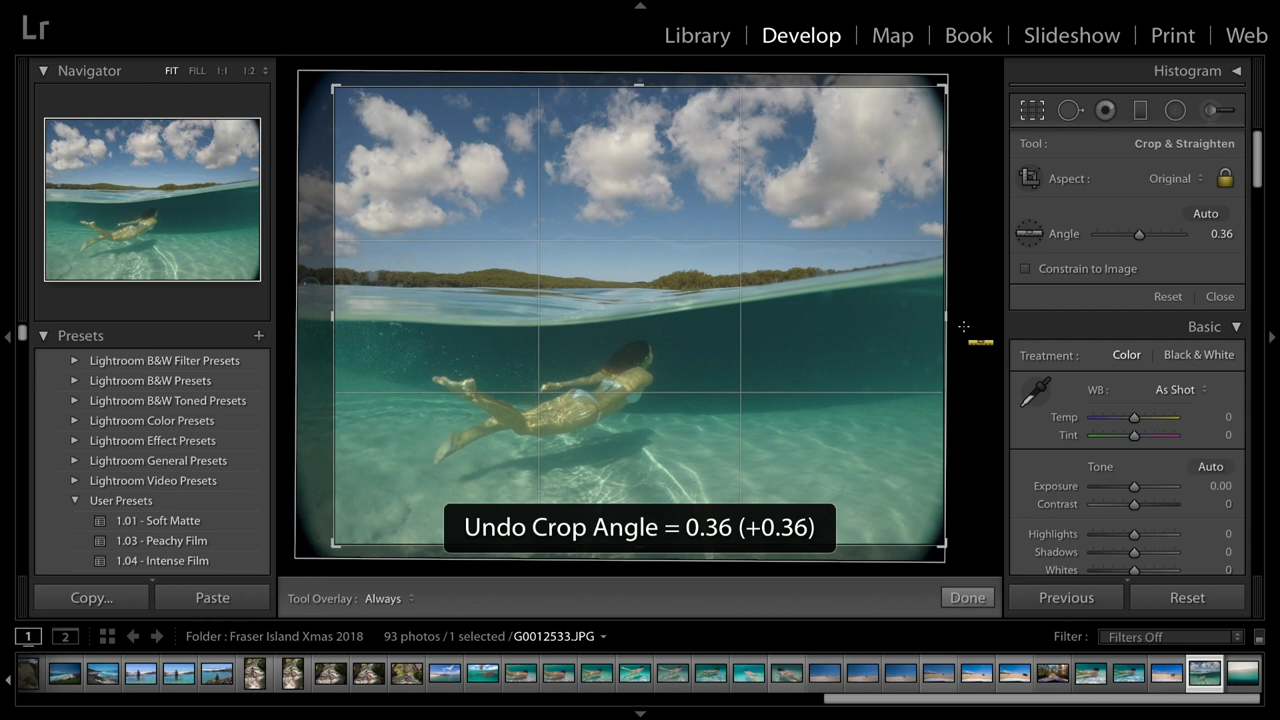 Lr
Library | Develop | Map | Book | Slideshow | Print | Web
Navigator FIT FILL 1:1 1:2
Histogram
Tool : Crop & Straighten
Aspect : Original
Auto
Angle 0.36
Constrain to Image
Reset Close
Basic
Treatment : Color Black & White
WB : As Shot
Temp 0
Tint 0
Tone Auto
Exposure 0.00
Contrast 0
Highlights 0
Shadows 0
Whites 0
Presets
Lightroom B&W Filter Presets
Lightroom B&W Presets
Lightroom B&W Toned Presets
Lightroom Color Presets
Lightroom Effect Presets
Lightroom General Presets
Lightroom Video Presets
User Presets
1.01 - Soft Matte
1.03 - Peachy Film
1.04 - Intense Film
Undo Crop Angle = 0.36 (+0.36)
Copy... Paste
Tool Overlay : Always
Done
Previous Reset
1 2 Folder : Fraser Island Xmas 2018 93 photos / 1 selected / G0012533.JPG
Filter : Filters Off